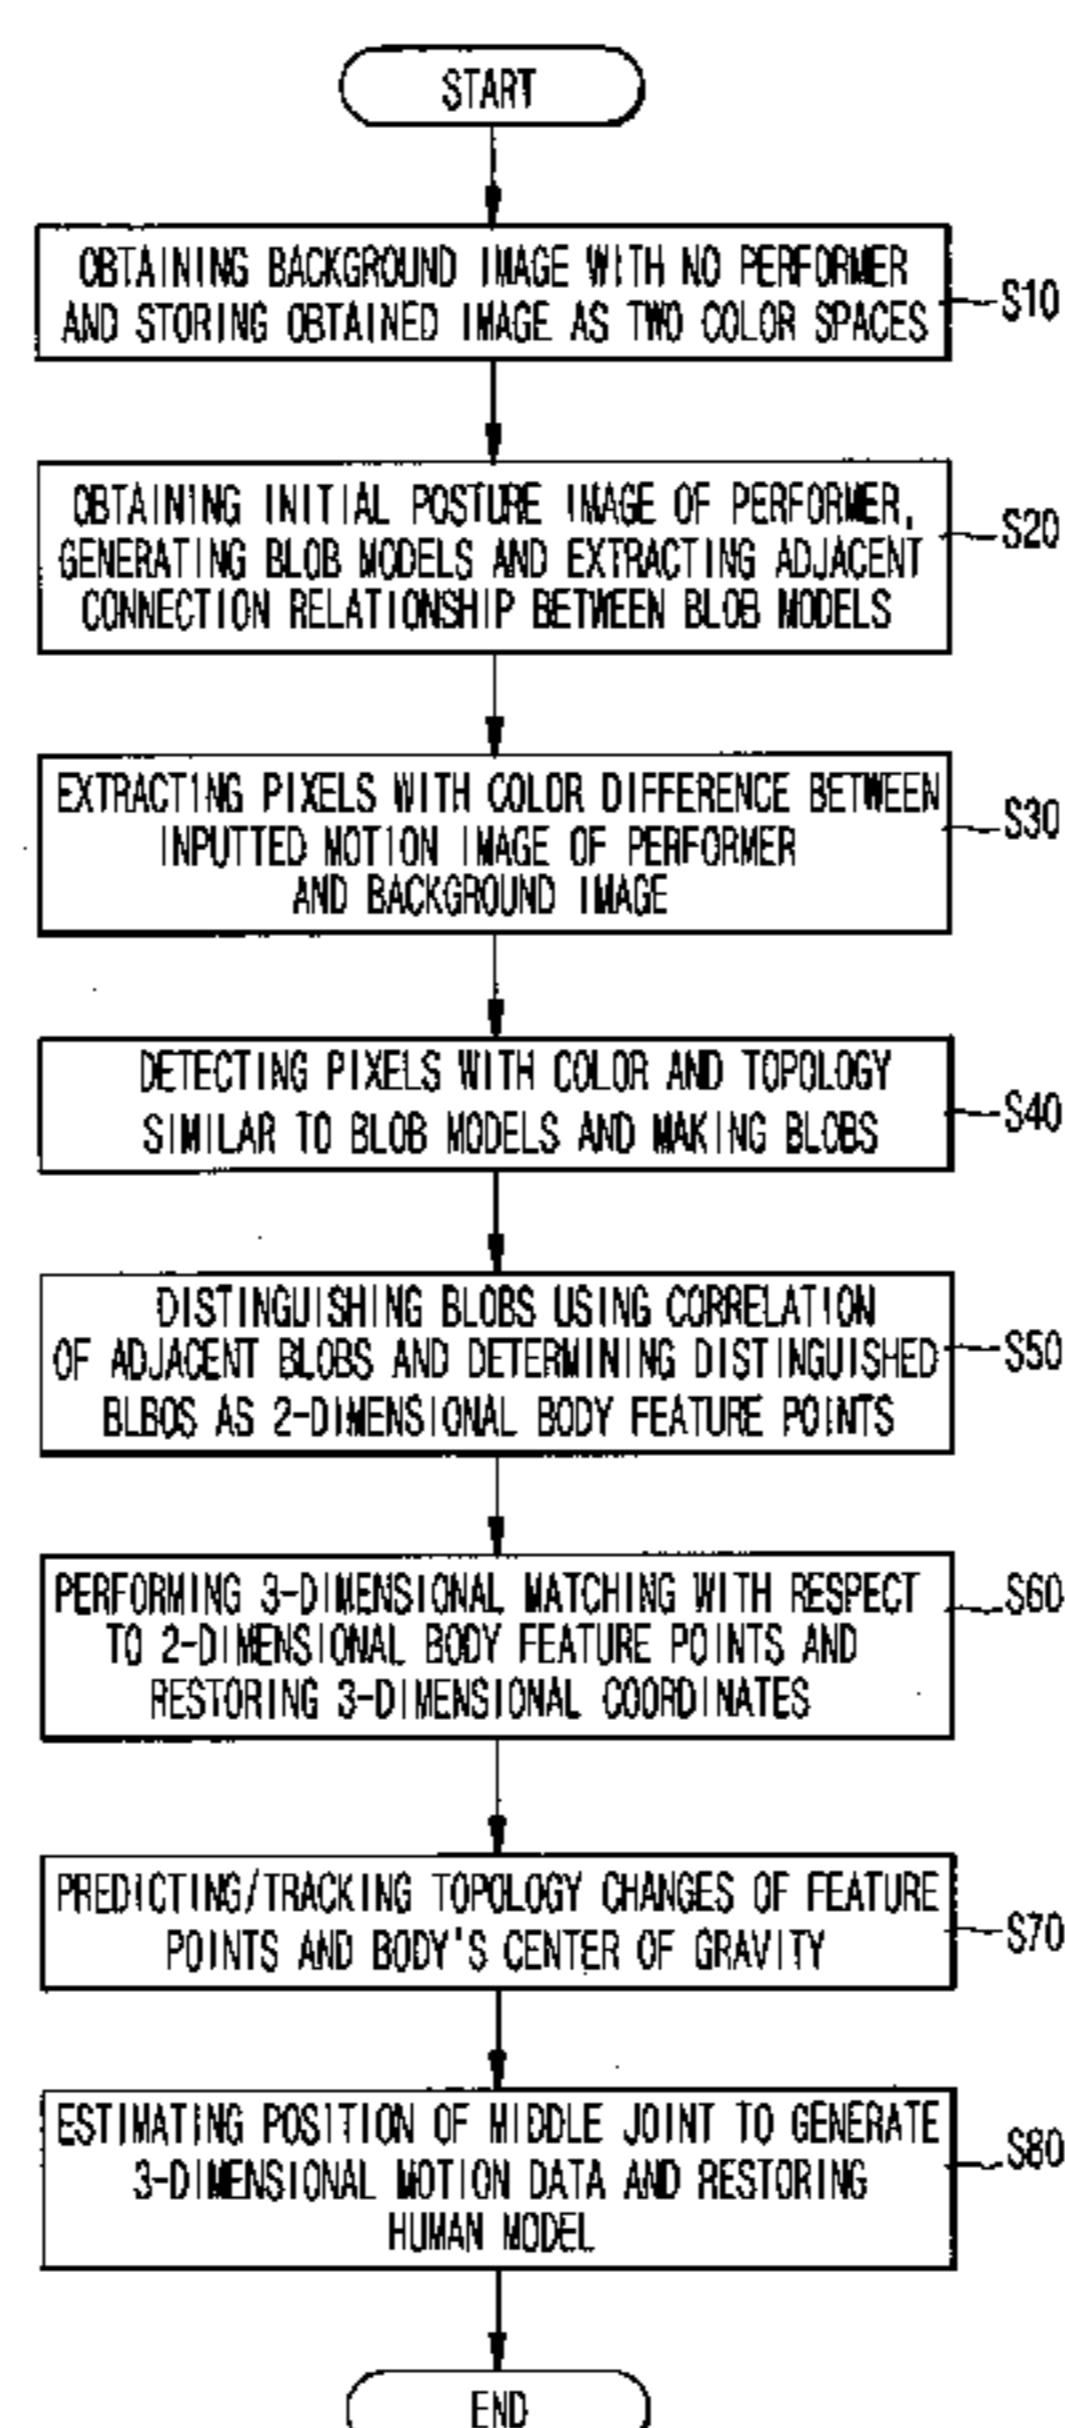 START
OBTAINING BACKGROUND IMAGE WITH NO PERFORMER
AND STORING OBTAINED IMAGE AS TWO COLOR SPACES
S10
OBTAINING INITIAL POSTURE IMAGE OF PERFORMER,
GENERATING BLOB MODELS AND EXTRACTING ADJACENT
CONNECTION RELATIONSHIP BETWEEN BLOB MODELS
S20
EXTRACTING PIXELS WITH COLOR DIFFERENCE BETWEEN
INPUTTED MOTION IMAGE OF PERFORMER
AND BACKGROUND IMAGE
S30
DETECTING PIXELS WITH COLOR AND TOPOLOGY
SIMILAR TO BLOB MODELS AND MAKING BLOBS
S40
DISTINGUISHING BLOBS USING CORRELATION
OF ADJACENT BLOBS AND DETERMINING DISTINGUISHED
BLBOS AS 2-DIMENSIONAL BODY FEATURE POINTS
S50
PERFORMING 3-DIMENSIONAL MATCHING WITH RESPECT
TO 2-DIMENSIONAL BODY FEATURE POINTS AND
RESTORING 3-DIMENSIONAL COORDINATES
S60
PREDICTING/TRACKING TOPOLOGY CHANGES OF FEATURE
POINTS AND BODY'S CENTER OF GRAVITY
S70
ESTIMATING POSITION OF MIDDLE JOINT TO GENERATE
3-DIMENSIONAL MOTION DATA AND RESTORING
HUMAN MODEL
S80
END